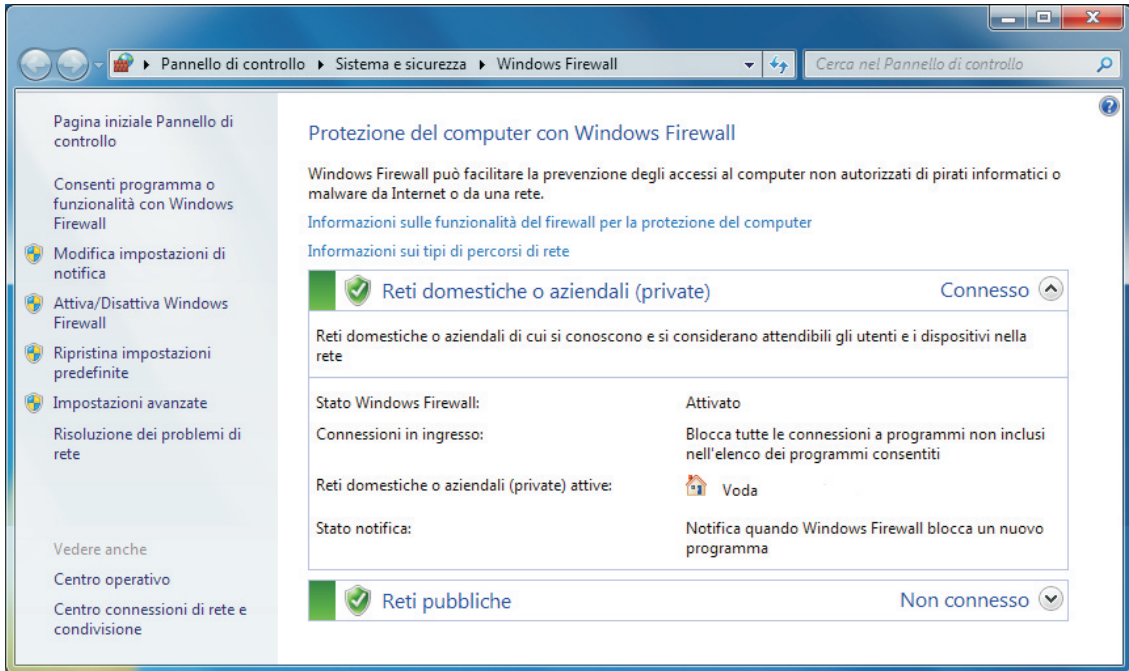 Pannello di controllo Sistema e sicurezza Windows Firewall
Cerca nel Pannello di controllo
Pagina iniziale Pannello di
controllo
Consenti programma o
funzionalità con Windows
Firewall
Modifica impostazioni di
notifica
Attiva/Disattiva Windows
Firewall
Ripristina impostazioni
predefinite
Impostazioni avanzate
Risoluzione dei problemi di
rete
Vedere anche
Centro operativo
Centro connessioni di rete e
condivisione
Protezione del computer con Windows Firewall
Windows Firewall può facilitare la prevenzione degli accessi al computer non autorizzati di pirati informatici o
malware da Internet o da una rete.
Informazioni sulle funzionalità del firewall per la protezione del computer
Informazioni sui tipi di percorsi di rete
Reti domestiche o aziendali (private) Connesso
Reti domestiche o aziendali di cui si conoscono e si considerano attendibili gli utenti e i dispositivi nella
rete
Stato Windows Firewall: Attivato
Connessioni in ingresso: Blocca tutte le connessioni a programmi non inclusi
nell'elenco dei programmi consentiti
Reti domestiche o aziendali (private) attive: Voda
Stato notifica: Notifica quando Windows Firewall blocca un nuovo
programma
Reti pubbliche Non connesso